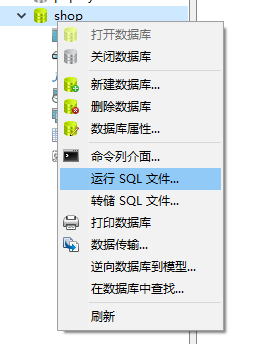 shop
打开数据库
关闭数据库
新建数据库...
删除数据库
数据库属性...
命令列介面...
运行 SQL 文件...
转储 SQL 文件...
打印数据库
数据传输...
逆向数据库到模型...
在数据库中查找...
刷新